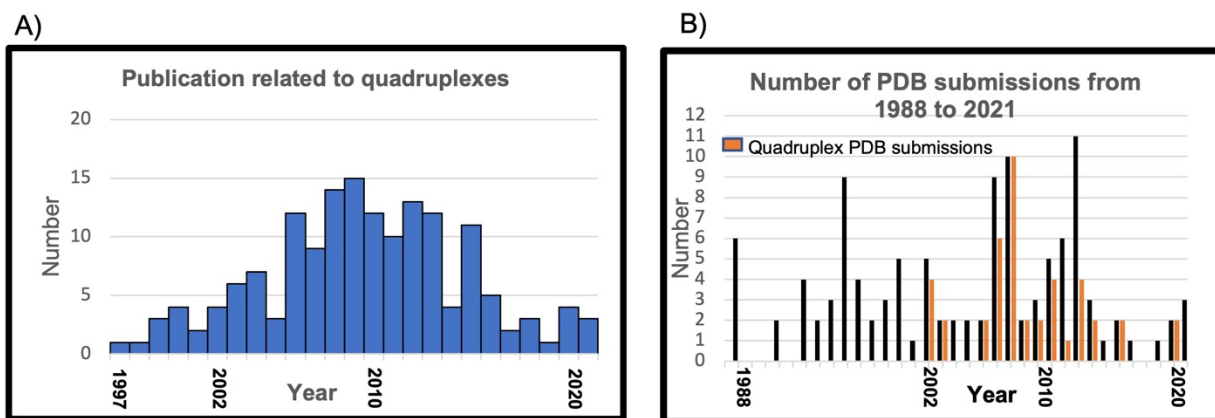 A)
Publication related to quadruplexes
20
15
10
5
0
Number
1997
2002
2010
2020
Year
B)
Number of PDB submissions from
1988 to 2021
12
11
10
9
8
7
6
5
4
3
2
1
0
Quadruplex PDB submissions
Number
1988
2002
2010
2020
Year